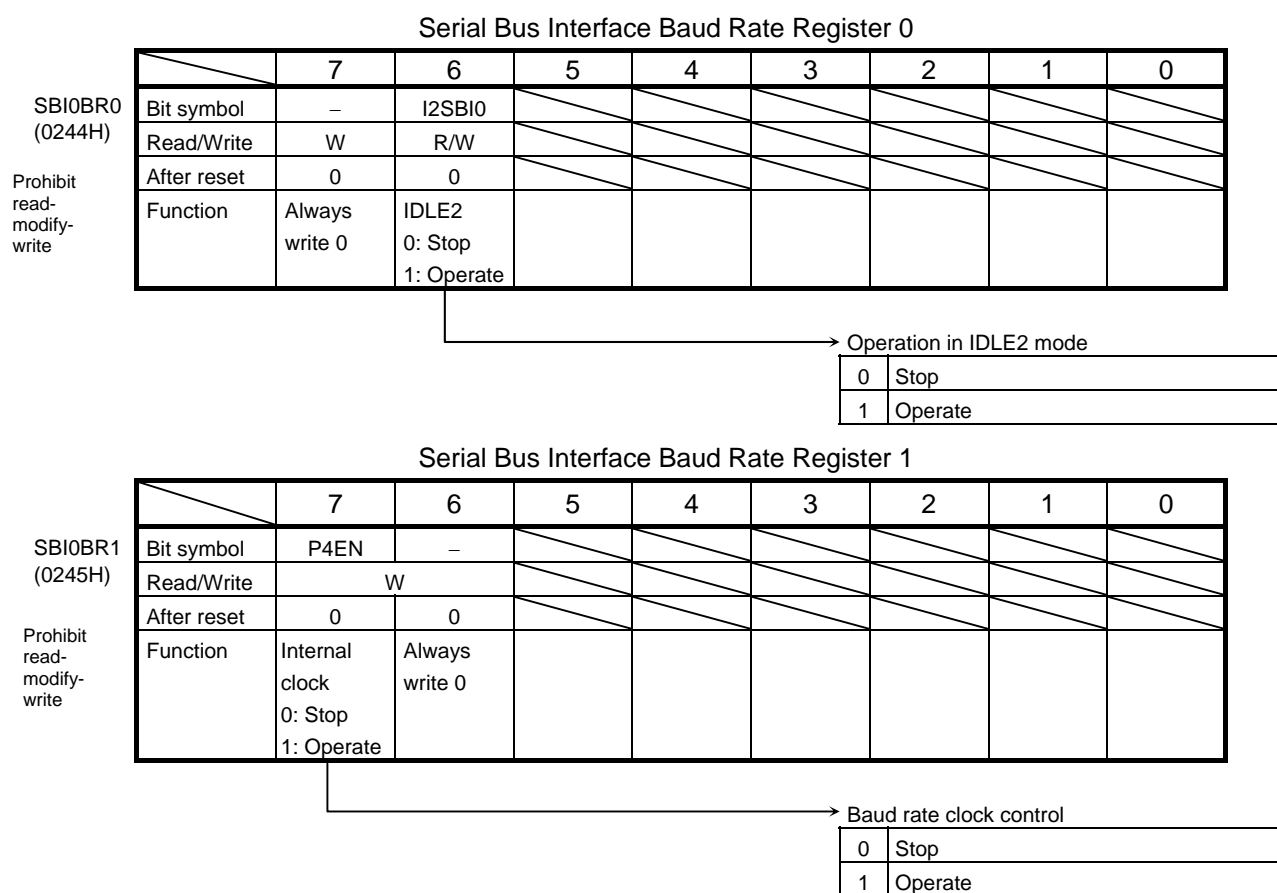 Serial Bus Interface Baud Rate Register 0
7 6 5 4 3 2 1 0
SBI0BR0
(0244H)
Prohibit
read-
modify-
write
Bit symbol − I2SBI0
Read/Write W R/W
After reset 0 0
Function Always IDLE2
write 0 0: Stop
1: Operate
Operation in IDLE2 mode
0 Stop
1 Operate
Serial Bus Interface Baud Rate Register 1
7 6 5 4 3 2 1 0
SBI0BR1
(0245H)
Prohibit
read-
modify-
write
Bit symbol P4EN −
Read/Write W
After reset 0 0
Function Internal Always
clock write 0
0: Stop
1: Operate
Baud rate clock control
0 Stop
1 Operate